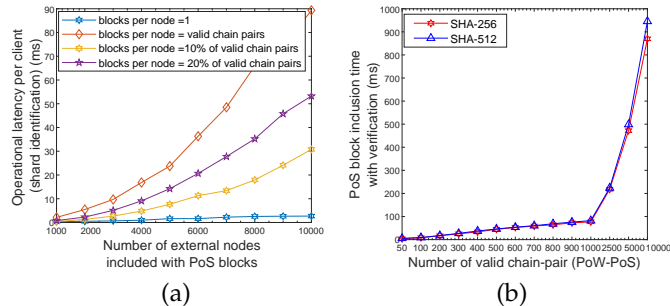 (a)
90
80
70
60
50
40
30
20
10
0
Operational latency per client
(shard identification) (ms)
blocks per node =1
blocks per node = valid chain pairs
blocks per node =10% of valid chain pairs
blocks per node = 20% of valid chain pairs
1000 2000 4000 6000 8000 10000
Number of external nodes
included with PoS blocks
(a)
(b)
1000
900
800
700
600
500
400
300
200
100
0
PoS block inclusion time
with verification (ms)
SHA-256
SHA-512
50 100 200 300 400 500 600 700 800 900 1000 2500 5000 10000
Number of valid chain-pair (PoW-PoS)
(b)